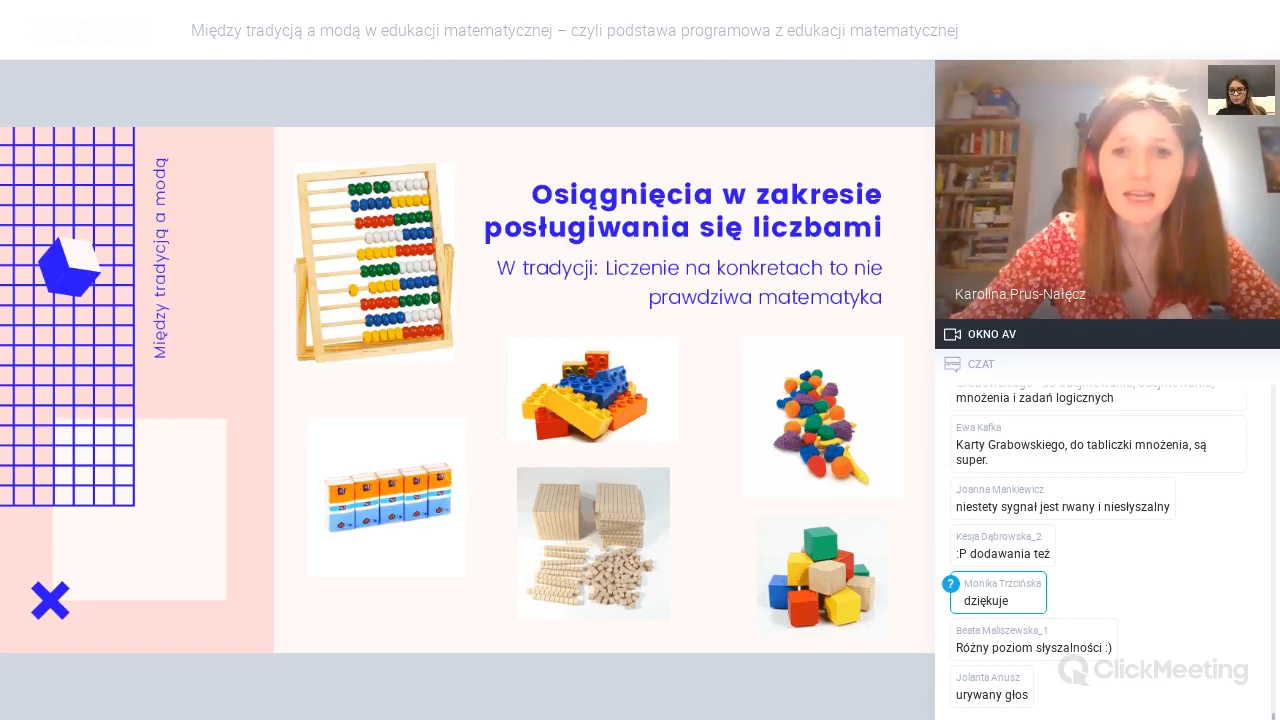 Między tradycją a modą w edukacji matematycznej – czyli podstawa programowa z edukacji matematycznej
Między tradycją a modą
Osiągnięcia w zakresie
posługiwania się liczbami
W tradycji: Liczenie na konkretach to nie
prawdziwa matematyka
Karolina Prus-Nałęcz
OKNO AV
CZAT
mnożenia i zadań logicznych
Ewa Kafka
Karty Grabowskiego, do tabliczki mnożenia, są
super.
Joanna Mankiewicz
niestety sygnał jest rwany i niesłyszalny
Kesja Dąbrowska_2
:P dodawania też
?
Monika Trzcińska
dziękuje
Beata Maliszewska_1
Różny poziom słyszalności :)
ClickMeeting
Jolanta Anusz
urywany głos